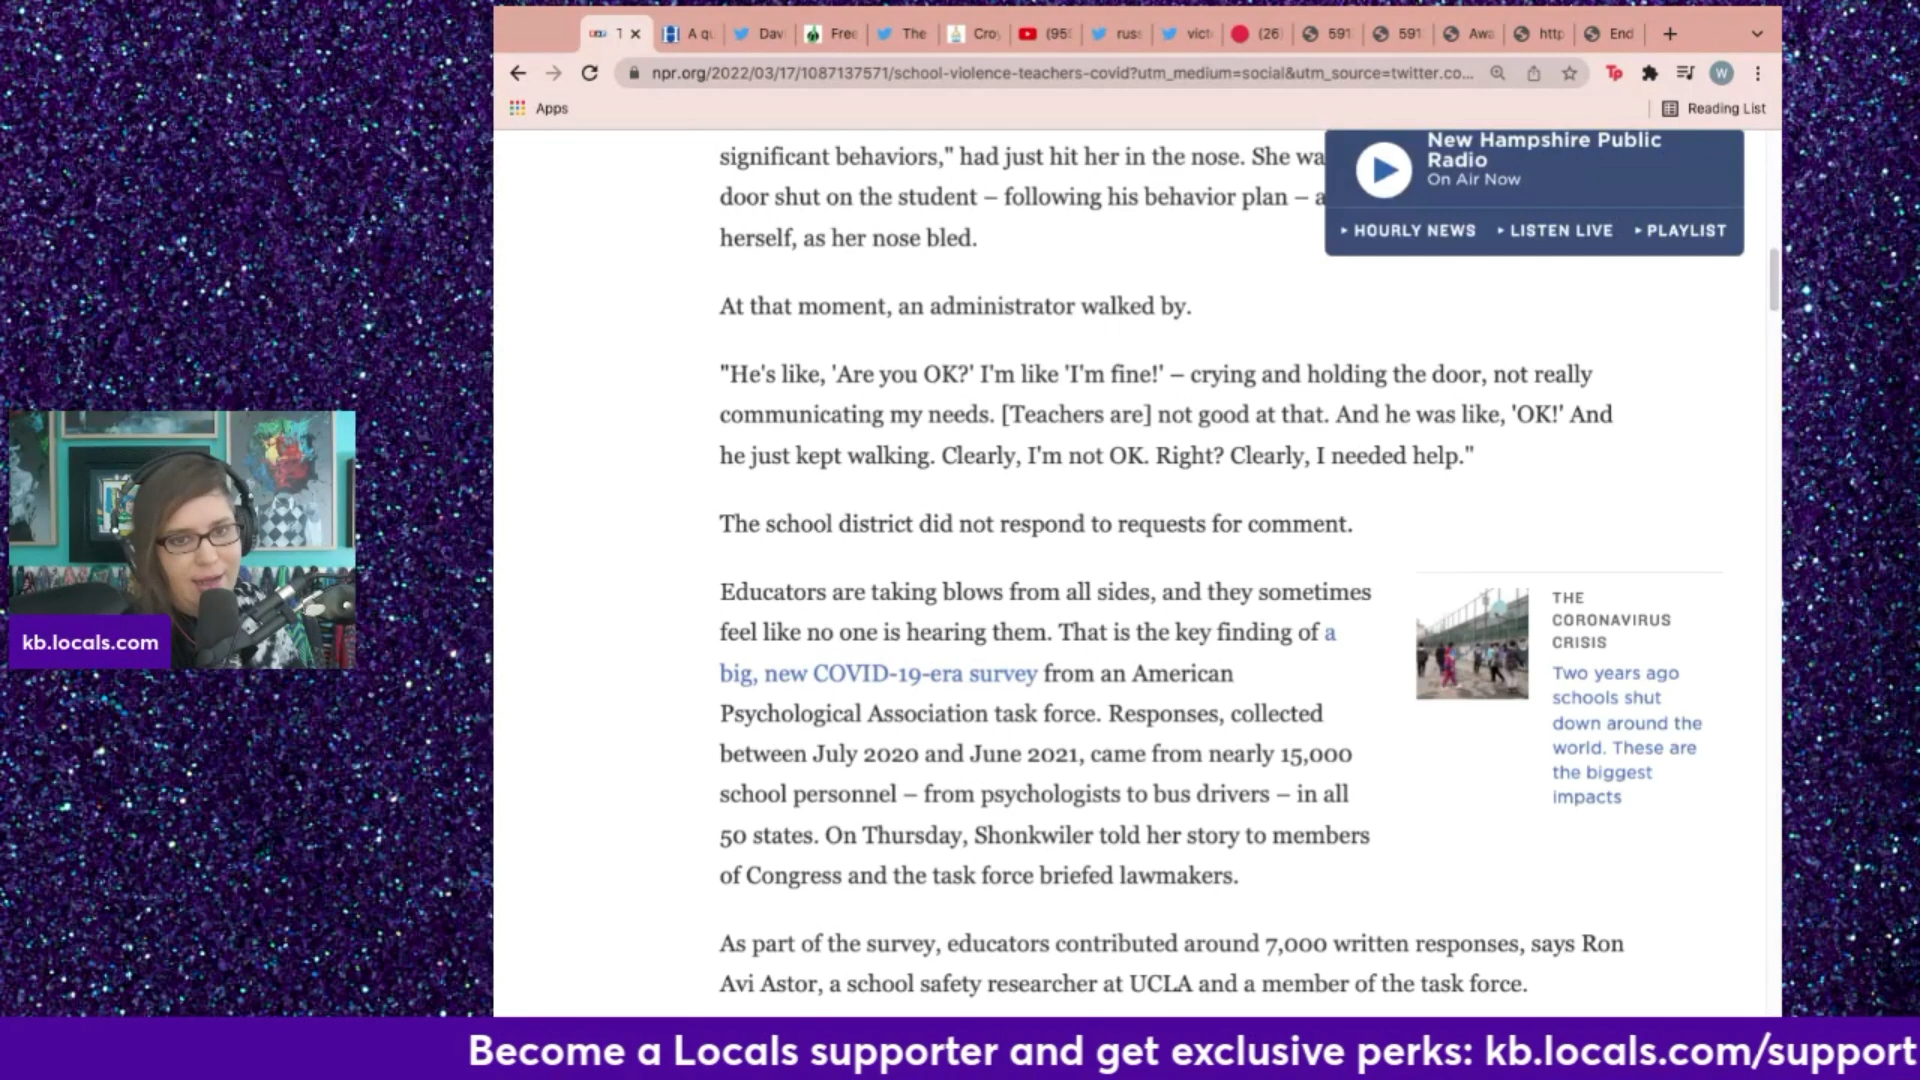 T
A qu
Dav
Free
The
Croy
(95
russ
victi
(26
591
591
Awa
http
End
npr.org/2022/03/17/1087137571/school-violence-teachers-covid?utm_medium=social&utm_source=twitter.co...
Tp
W
Apps
Reading List
significant behaviors," had just hit her in the nose. She wa
door shut on the student – following his behavior plan – a
herself, as her nose bled.
New Hampshire Public
Radio
On Air Now
HOURLY NEWS
LISTEN LIVE
PLAYLIST
At that moment, an administrator walked by.
"He's like, 'Are you OK?' I'm like 'I'm fine!' – crying and holding the door, not really
communicating my needs. [Teachers are] not good at that. And he was like, 'OK!' And
he just kept walking. Clearly, I'm not OK. Right? Clearly, I needed help."
The school district did not respond to requests for comment.
Educators are taking blows from all sides, and they sometimes
feel like no one is hearing them. That is the key finding of a
big, new COVID-19-era survey from an American
Psychological Association task force. Responses, collected
between July 2020 and June 2021, came from nearly 15,000
school personnel – from psychologists to bus drivers – in all
50 states. On Thursday, Shonkwiler told her story to members
of Congress and the task force briefed lawmakers.
THE
CORONAVIRUS
CRISIS
Two years ago
schools shut
down around the
world. These are
the biggest
impacts
As part of the survey, educators contributed around 7,000 written responses, says Ron
Avi Astor, a school safety researcher at UCLA and a member of the task force.
kb.locals.com
Become a Locals supporter and get exclusive perks: kb.locals.com/support